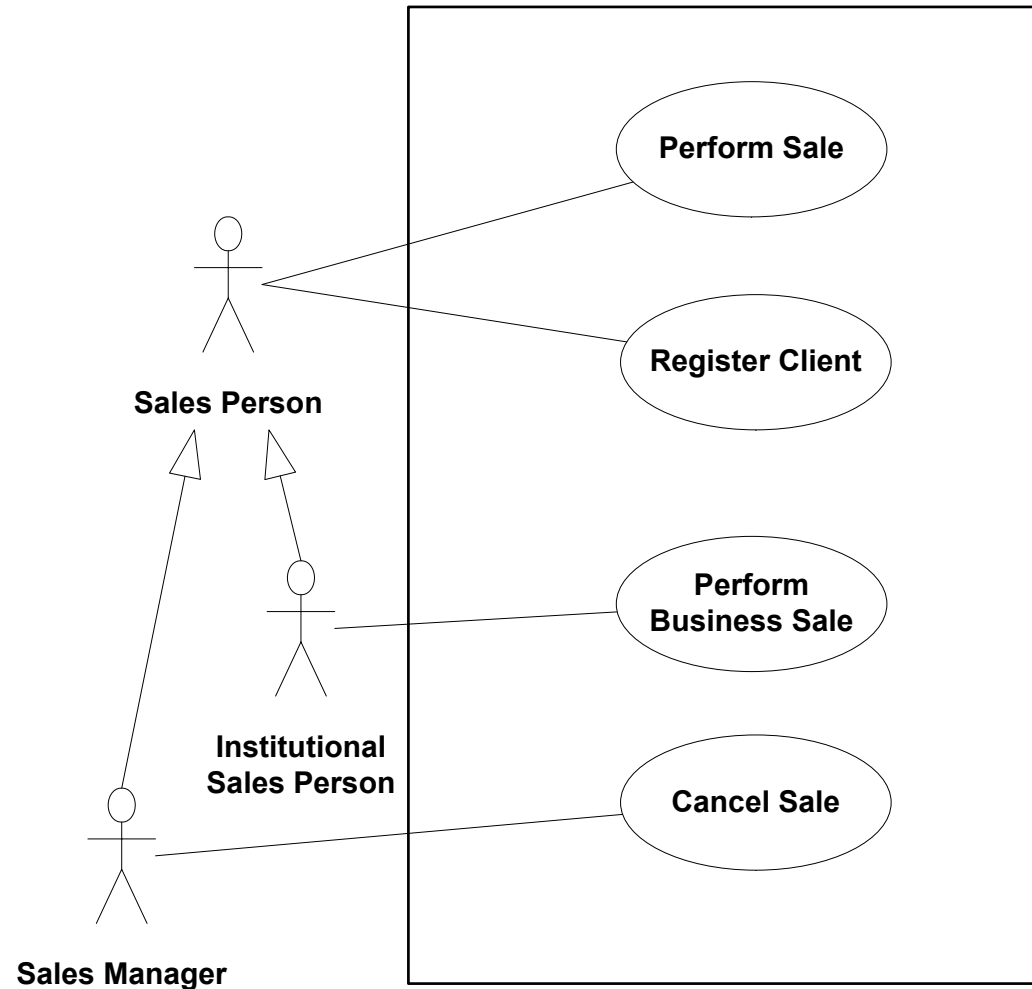 Perform Sale
Register Client
Sales Person
Perform
Business Sale
Institutional
Sales Person
Cancel Sale
Sales Manager